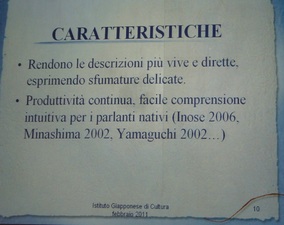 CARATTERISTICHE
• Rendono le descrizioni più vive e dirette,
esprimendo sfumature delicate.
• Produttività continua, facile comprensione
intuitiva per i parlanti nativi (Inose 2006,
Minashima 2002, Yamaguchi 2002…)
Istituto Giapponese di Cultura
febbraio 2011
10